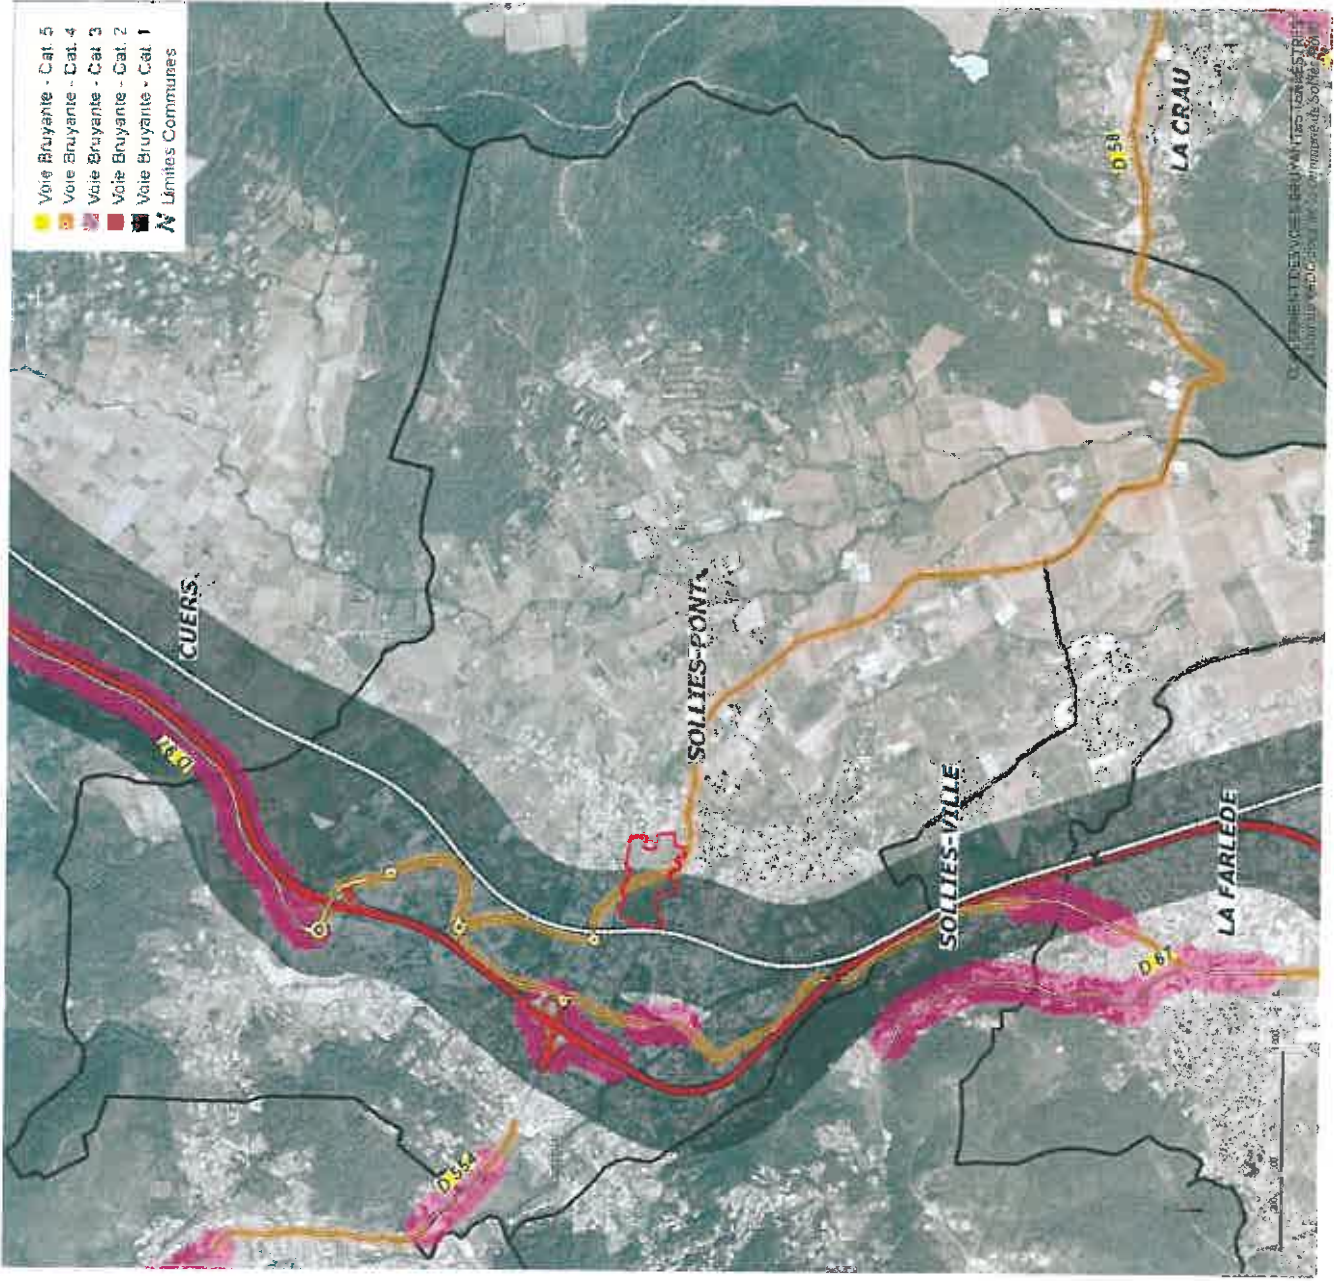 Voie Bruyante - Cat. 5
Voie Bruyante - Cat. 4
Voie Bruyante - Cat 3
Voie Bruyante - Cat. 2
Voie Bruyante - Cat. 1
Limites Communes
CUERS
D 97
SOLLIES-PONT
D 58
LA CRAU
SOLLIES-VILLE
LA FARLEDE
D 67
D 554